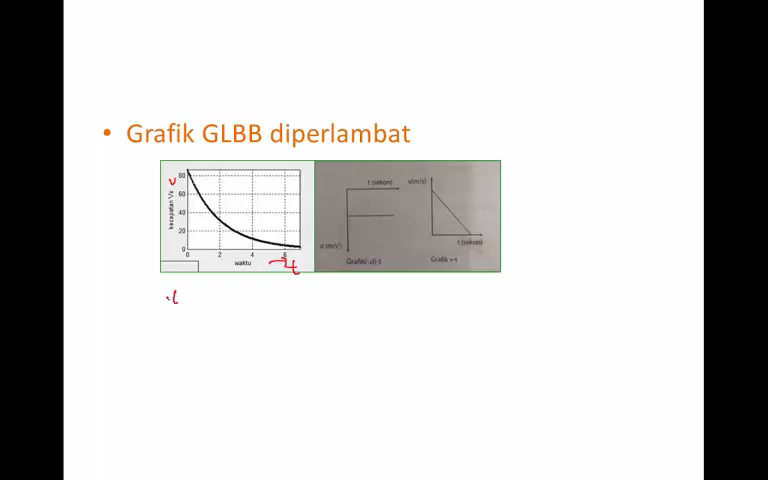 • Grafik GLBB diperlambat
v
kecepatan Vx
80
60
40
20
0
0 2 4 6
waktu
t
t (sekon)
a (m/s²)
Grafik(-a)-t
v(m/s)
t (sekon)
Grafik v-t